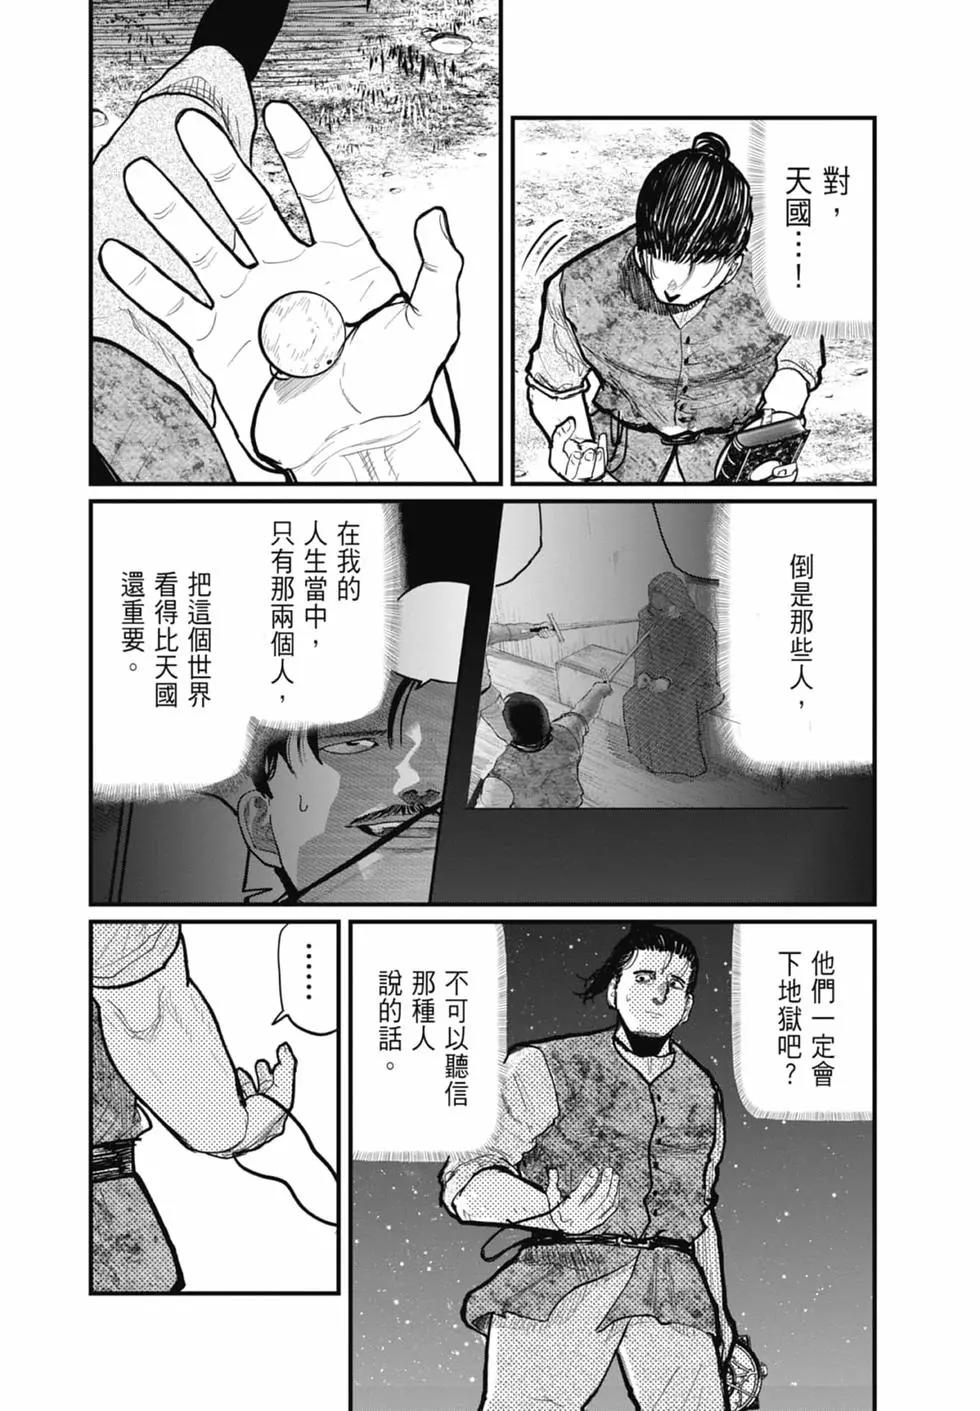 對，
天國…！
倒是那些人，
在我的
人生當中，
只有那兩個人，
把這個世界
看得比天國
還重要。
他們一定會
下地獄吧？
不可以聽信
那種人
說的話。
……